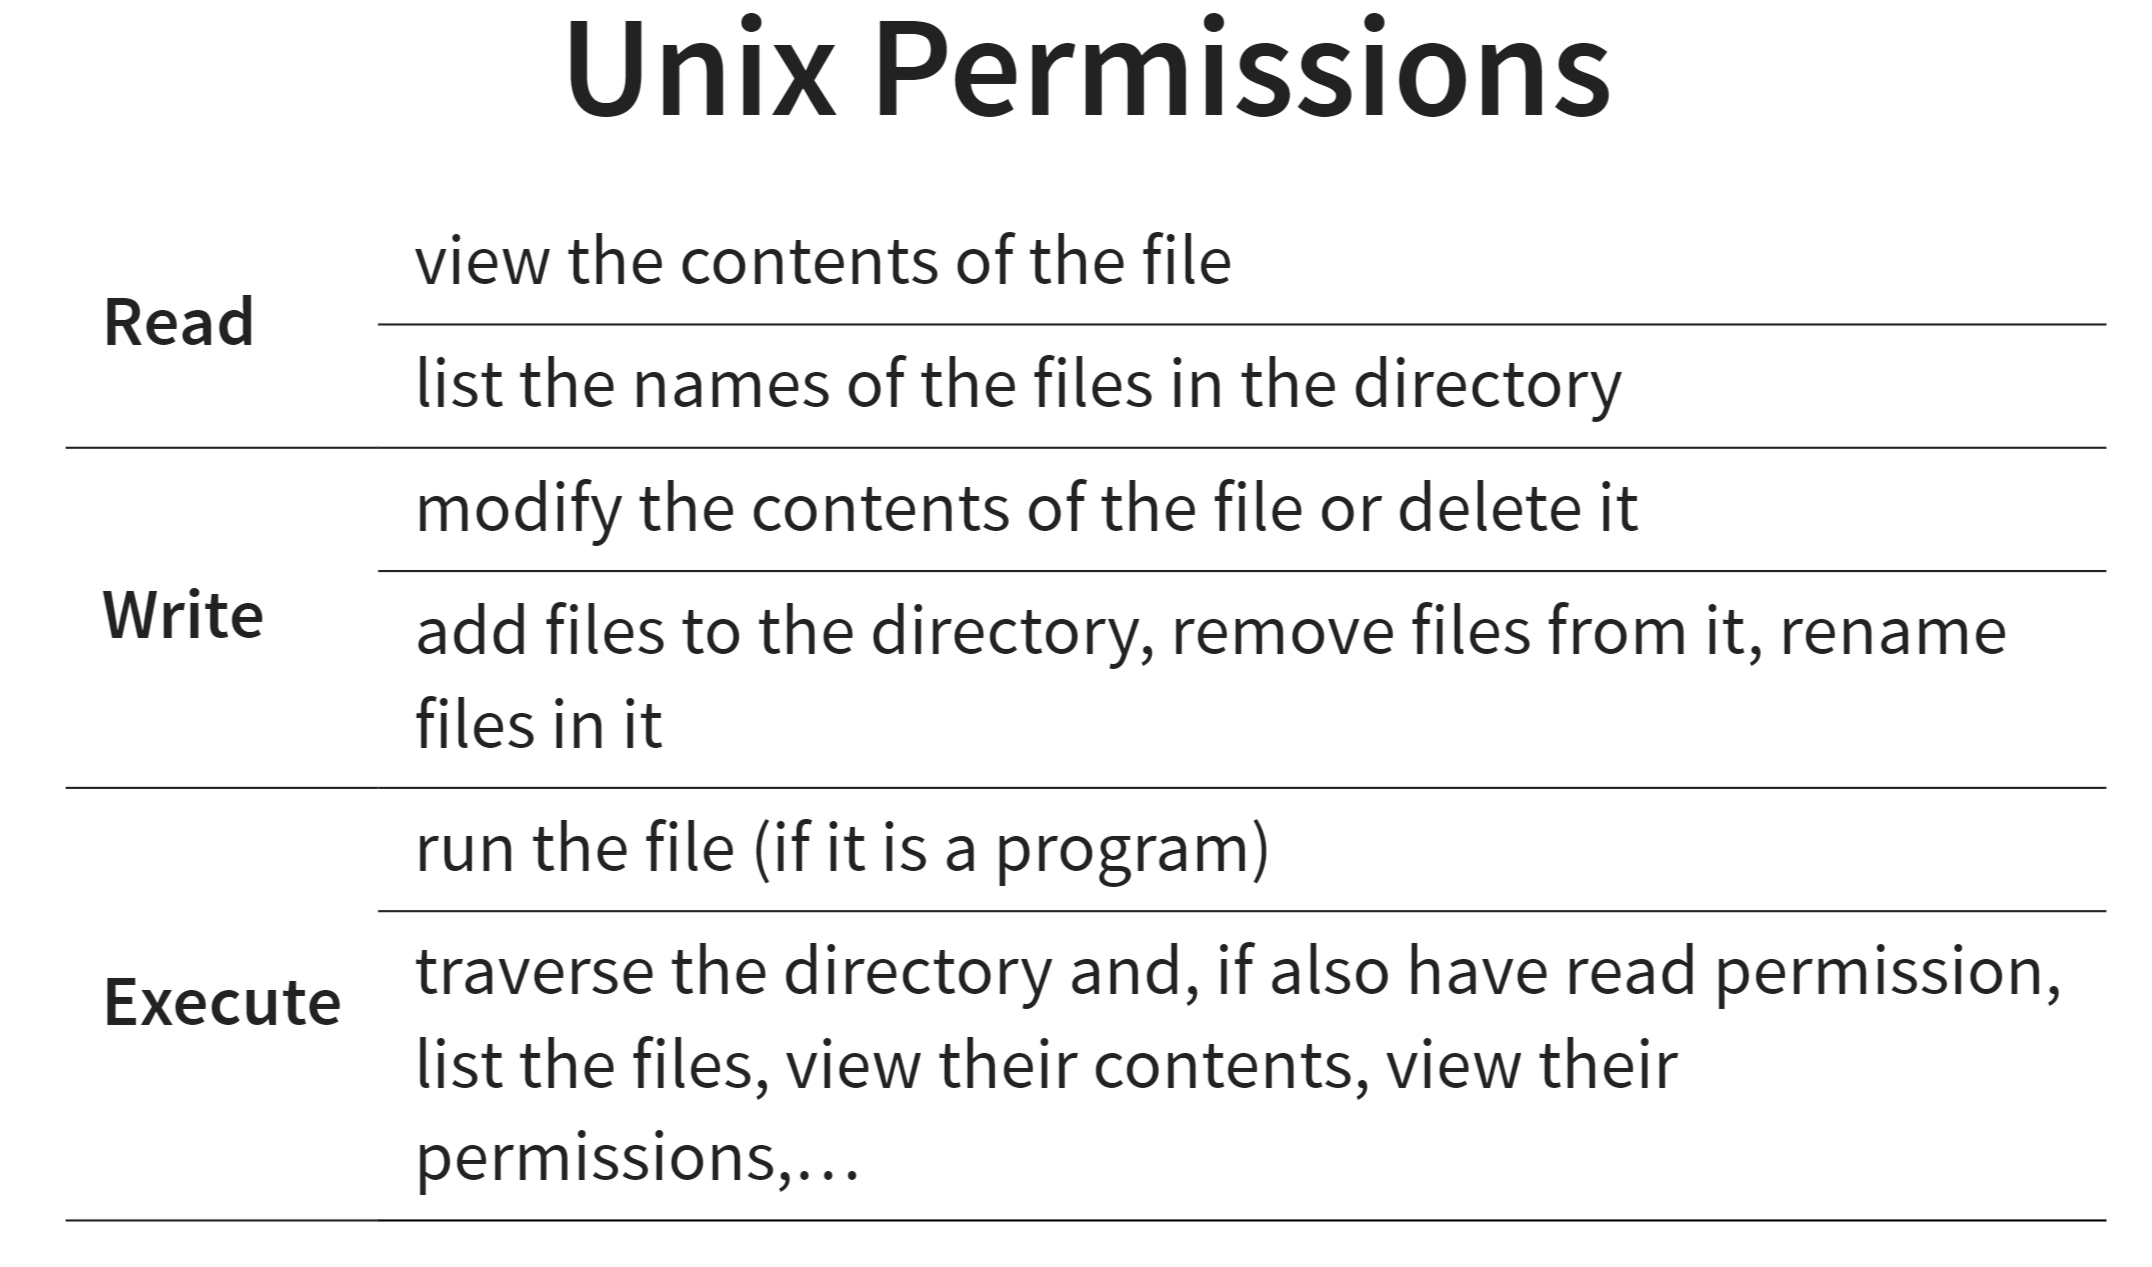 Unix Permissions
Read
view the contents of the file
list the names of the files in the directory
Write
modify the contents of the file or delete it
add files to the directory, remove files from it, rename
files in it
Execute
run the file (if it is a program)
traverse the directory and, if also have read permission,
list the files, view their contents, view their
permissions,…